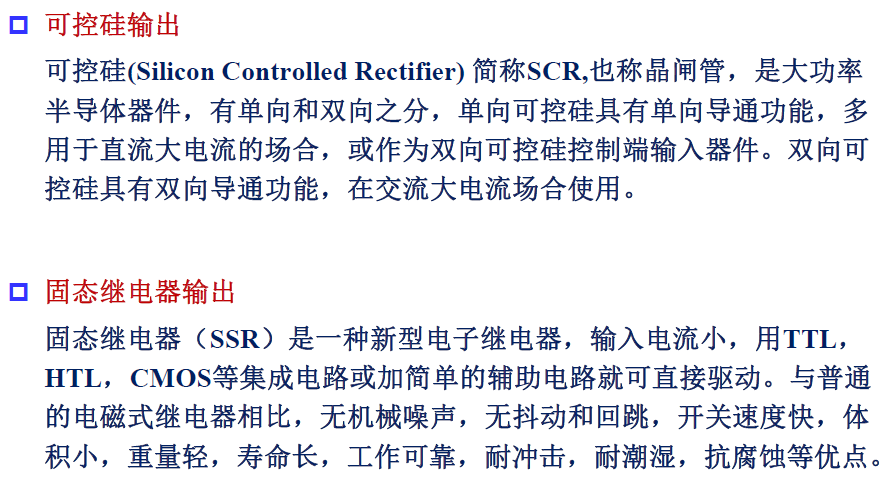 可控硅输出
可控硅(Silicon Controlled Rectifier) 简称SCR,也称晶闸管，是大功率
半导体器件，有单向和双向之分，单向可控硅具有单向导通功能，多
用于直流大电流的场合，或作为双向可控硅控制端输入器件。双向可
控硅具有双向导通功能，在交流大电流场合使用。
固态继电器输出
固态继电器（SSR）是一种新型电子继电器，输入电流小，用TTL，
HTL，CMOS等集成电路或加简单的辅助电路就可直接驱动。与普通
的电磁式继电器相比，无机械噪声，无抖动和回跳，开关速度快，体
积小，重量轻，寿命长，工作可靠，耐冲击，耐潮湿，抗腐蚀等优点。